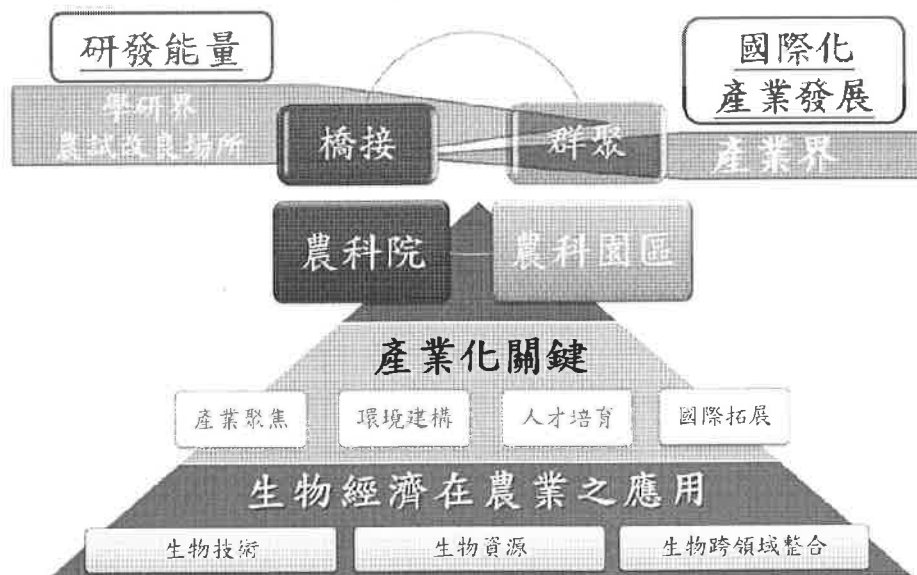 研發能量
國際化
產業發展
學研界
農試改良場所
橋接
群聚
產業界
農科院
農科園區
產業化關鍵
產業聚焦
環境建構
人才培育
國際拓展
生物經濟在農業之應用
生物技術
生物資源
生物跨領域整合